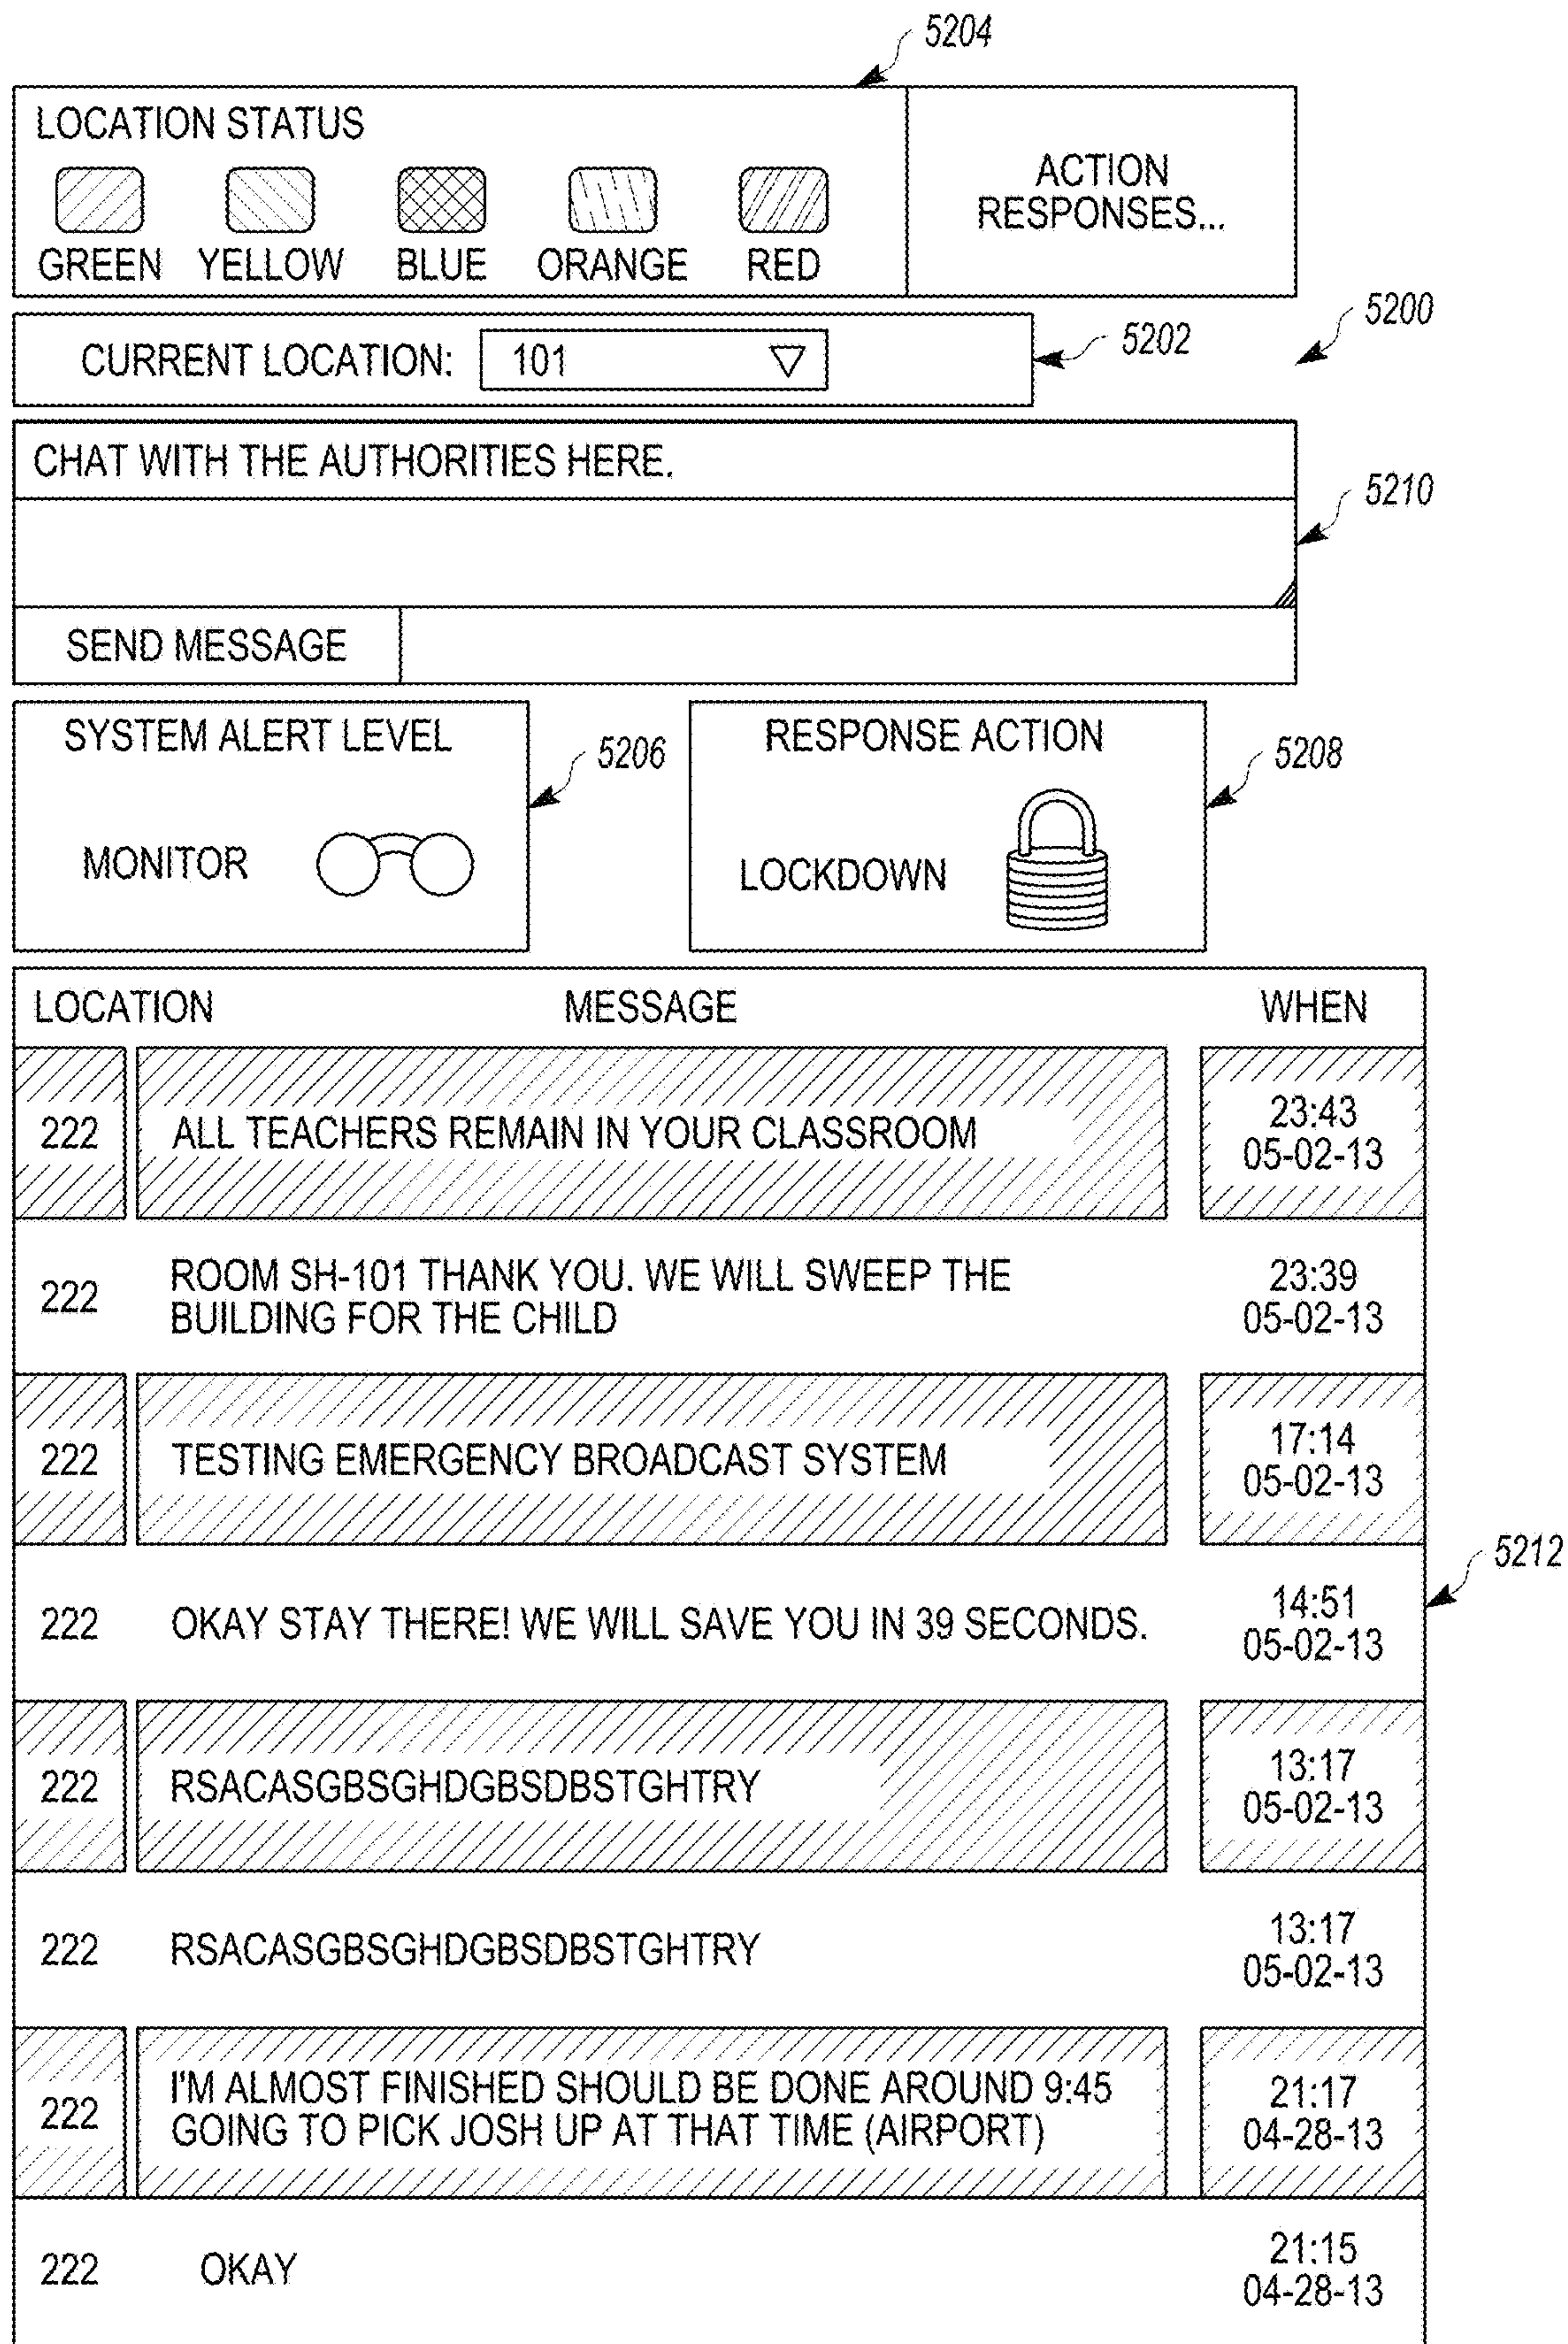 5204
LOCATION STATUS
ACTION
RESPONSES...
GREEN YELLOW BLUE ORANGE RED
5200
CURRENT LOCATION: 101
5202
CHAT WITH THE AUTHORITIES HERE.
5210
SEND MESSAGE
SYSTEM ALERT LEVEL
5206
MONITOR
RESPONSE ACTION
5208
LOCKDOWN
LOCATION MESSAGE WHEN
222 ALL TEACHERS REMAIN IN YOUR CLASSROOM
23:43
05-02-13
222
ROOM SH-101 THANK YOU. WE WILL SWEEP THE
BUILDING FOR THE CHILD
23:39
05-02-13
222 TESTING EMERGENCY BROADCAST SYSTEM
17:14
05-02-13
5212
222 OKAY STAY THERE! WE WILL SAVE YOU IN 39 SECONDS.
14:51
05-02-13
222 RSACASGBSGHDGBSDBSTGHTRY
13:17
05-02-13
222 RSACASGBSGHDGBSDBSTGHTRY
13:17
05-02-13
222
I'M ALMOST FINISHED SHOULD BE DONE AROUND 9:45
GOING TO PICK JOSH UP AT THAT TIME (AIRPORT)
21:17
04-28-13
222 OKAY
21:15
04-28-13